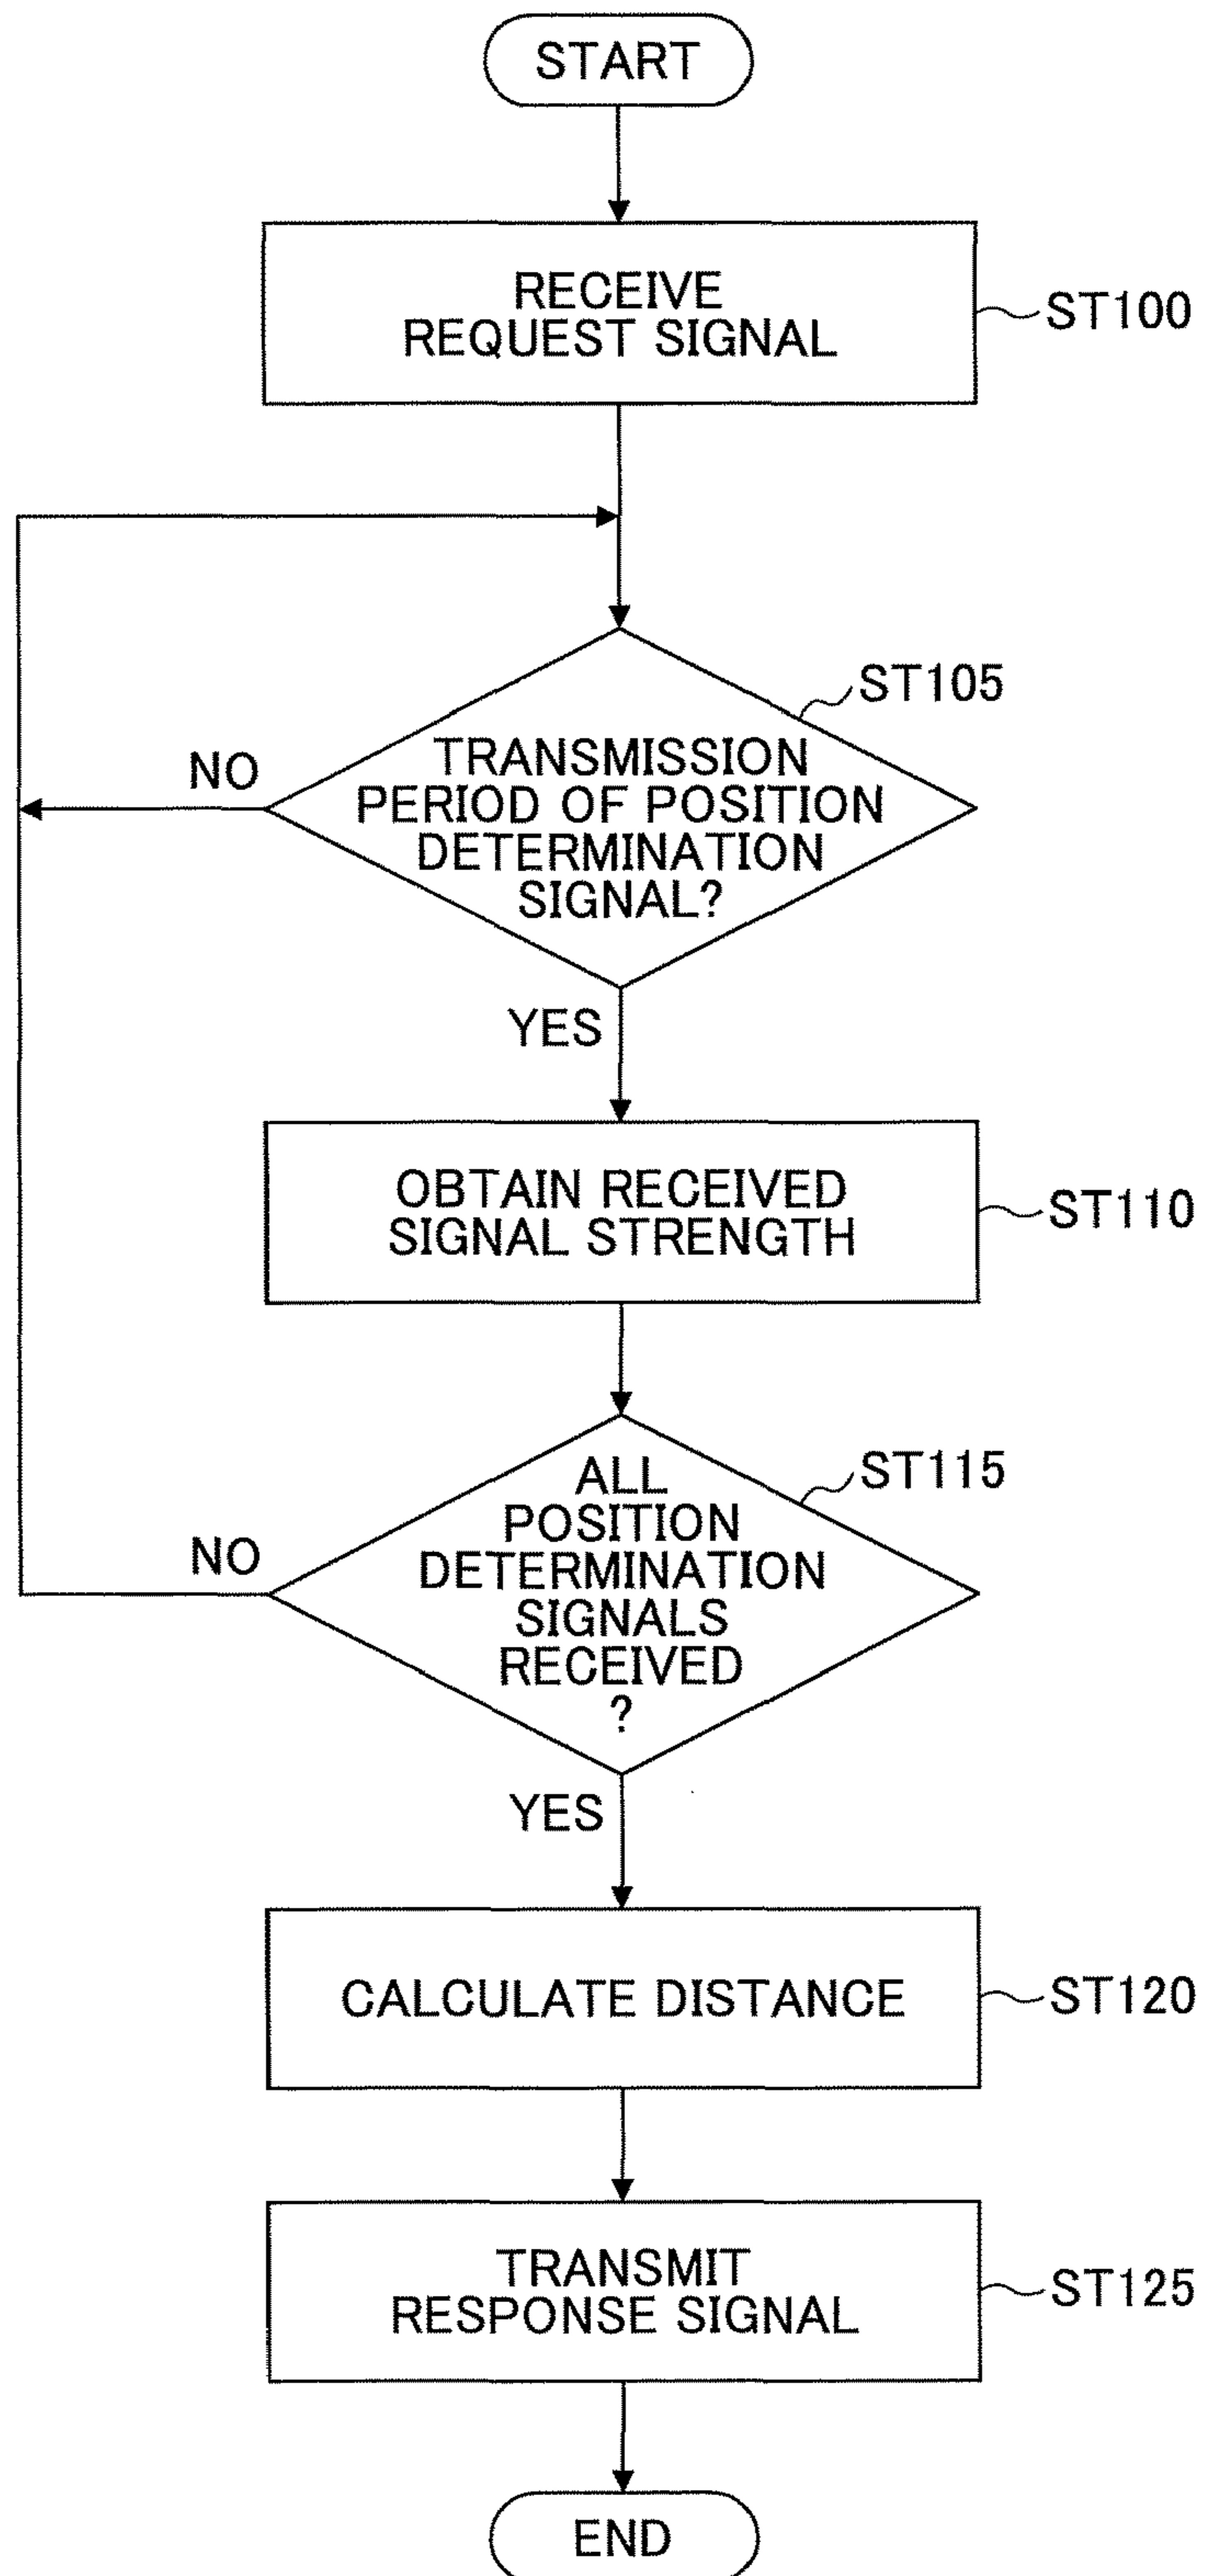 START
RECEIVE
REQUEST SIGNAL
ST100
ST105
TRANSMISSION
PERIOD OF POSITION
DETERMINATION
SIGNAL?
NO
YES
OBTAIN RECEIVED
SIGNAL STRENGTH
ST110
ST115
ALL
POSITION
DETERMINATION
SIGNALS
RECEIVED
?
NO
YES
CALCULATE DISTANCE
ST120
TRANSMIT
RESPONSE SIGNAL
ST125
END